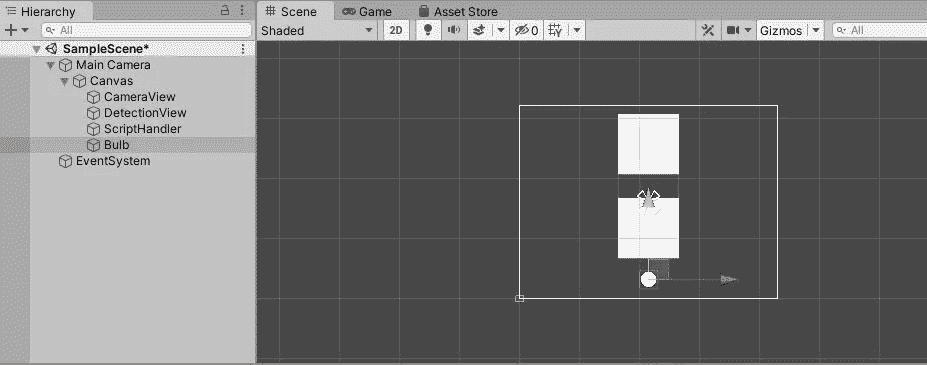 Hierarchy
All
SampleScene*
Main Camera
Canvas
CameraView
DetectionView
ScriptHandler
Bulb
EventSystem
Scene Game Asset Store
Shaded 2D 0 Gizmos All